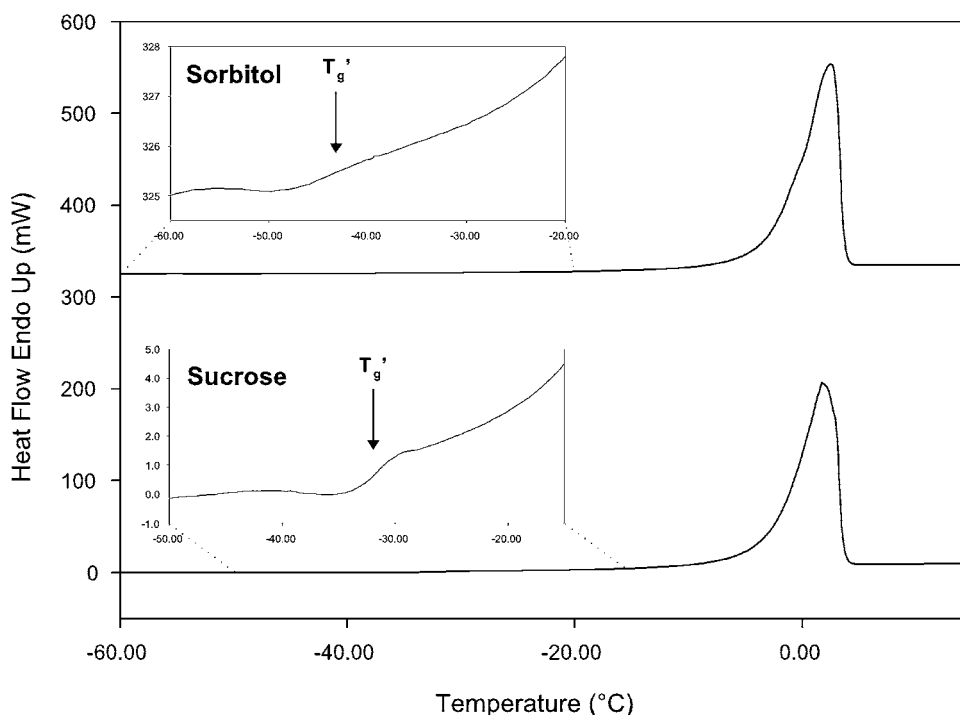 600
500
400
300
200
100
0
Heat Flow Endo Up (mW)
328
327
326
325
Sorbitol
Tg’
-60.00 -50.00 -40.00 -30.00 -20.00
5.0
4.0
3.0
2.0
1.0
0.0
-1.0
Sucrose
Tg’
-50.00 -40.00 -30.00 -20.00
-60.00 -40.00 -20.00 0.00
Temperature (°C)